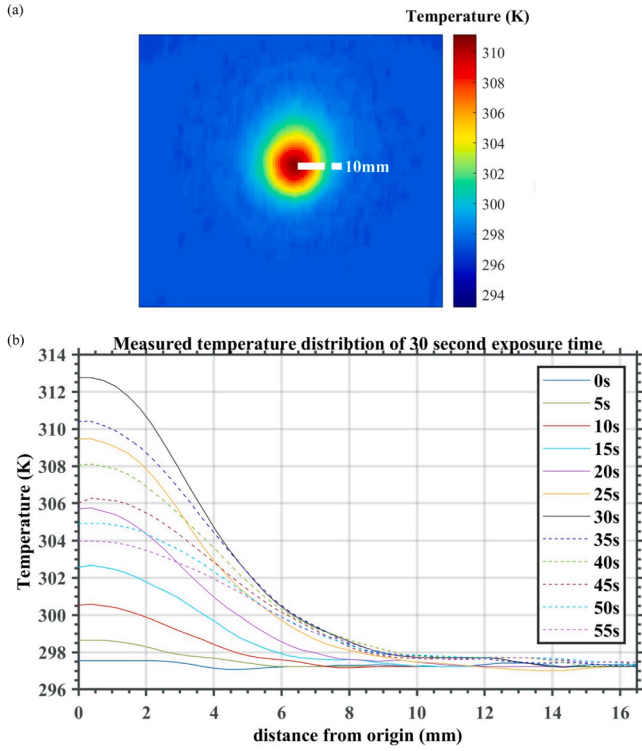 (a)
Temperature (K)
310
308
306
304
302
300
298
296
294
10mm
(b)
Measured temperature distribtion of 30 second exposure time
314
312
310
308
306
304
302
300
298
296
Temperature (K)
0s
5s
10s
15s
20s
25s
30s
35s
40s
45s
50s
55s
0 2 4 6 8 10 12 14 16
distance from origin (mm)